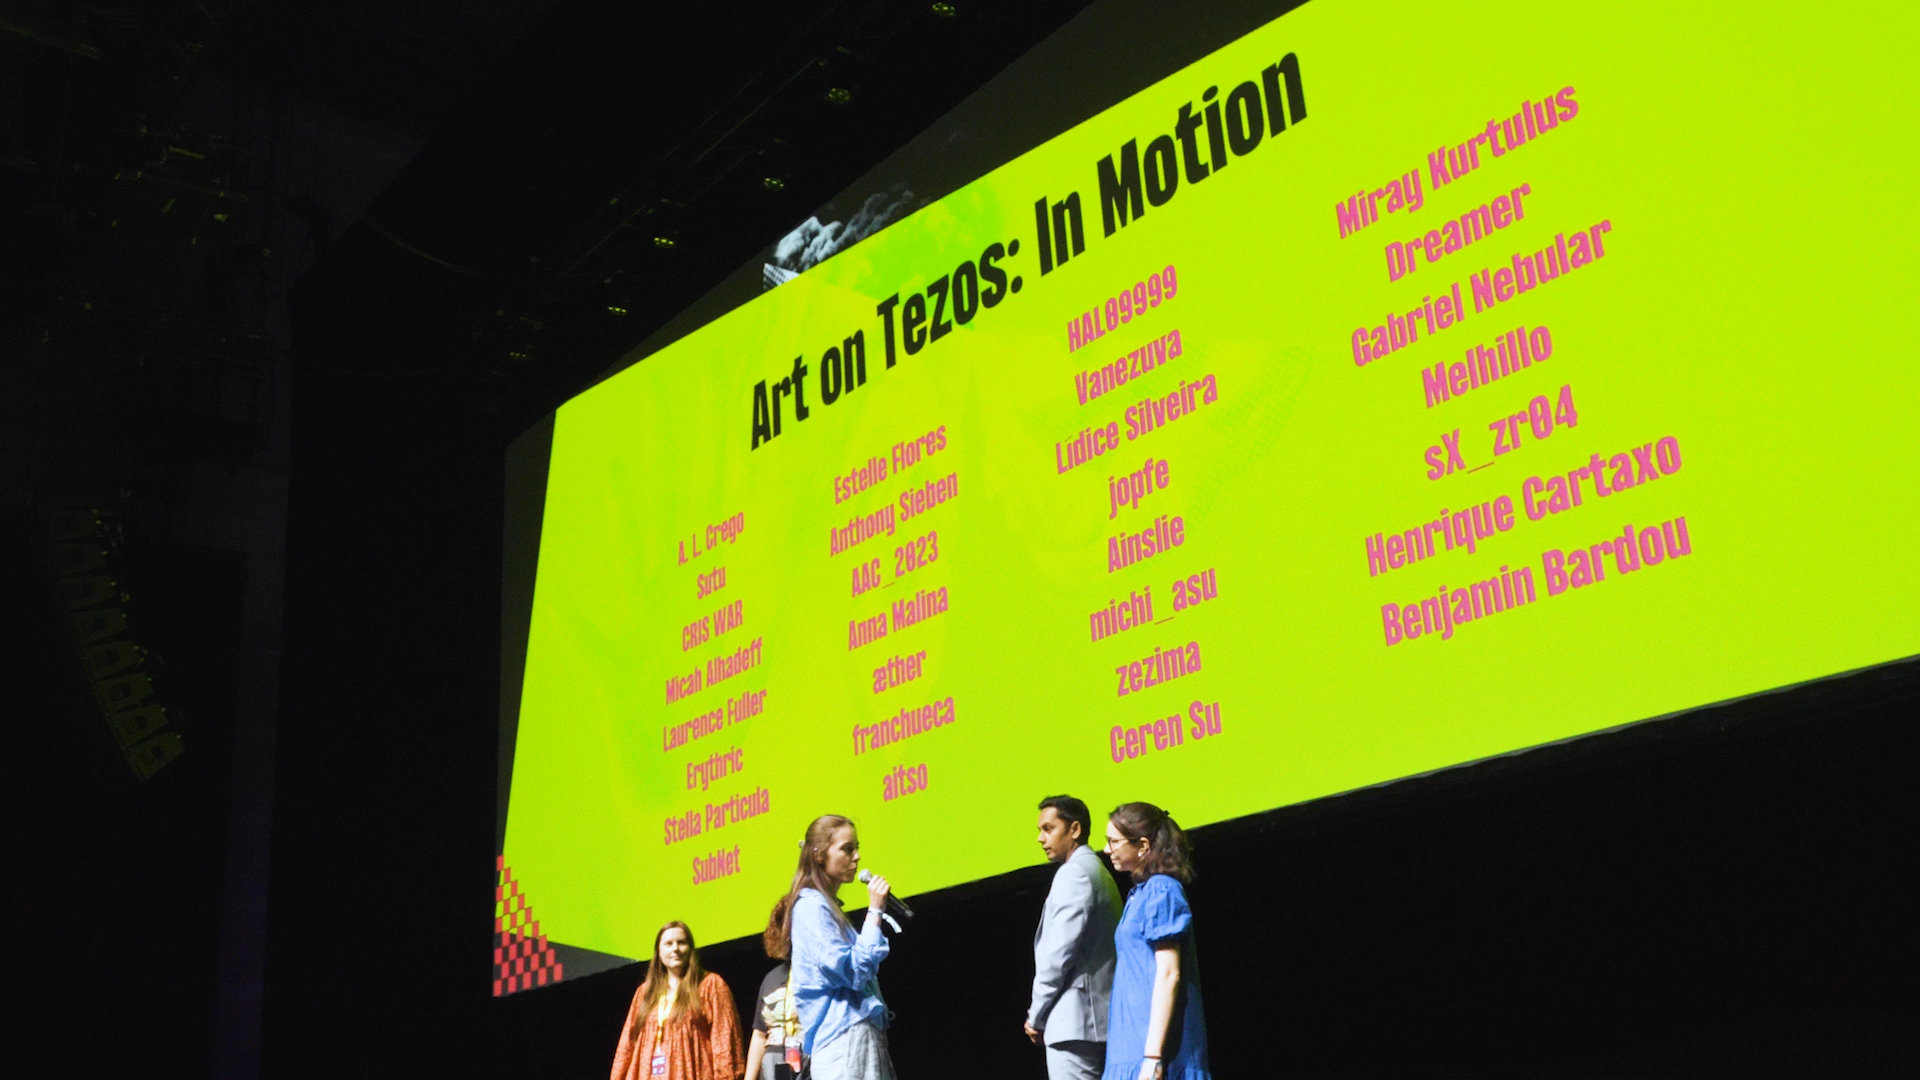 Art on Tezos: In Motion
A. L. Crego
Sutu
CRIS WAR
Micah Alhadeff
Laurence Fuller
Erythric
Stella Particula
SubNet
Estelle Flores
Anthony Sieben
AAC_2023
Anna Malina
æther
franchueca
aitso
HAL09999
Vanezuva
Lídice Silveira
jopfe
Ainslie
michi_asu
zezima
Ceren Su
Miray Kurtulus
Dreamer
Gabriel Nebular
Melhillo
sX_zr04
Henrique Cartaxo
Benjamin Bardou